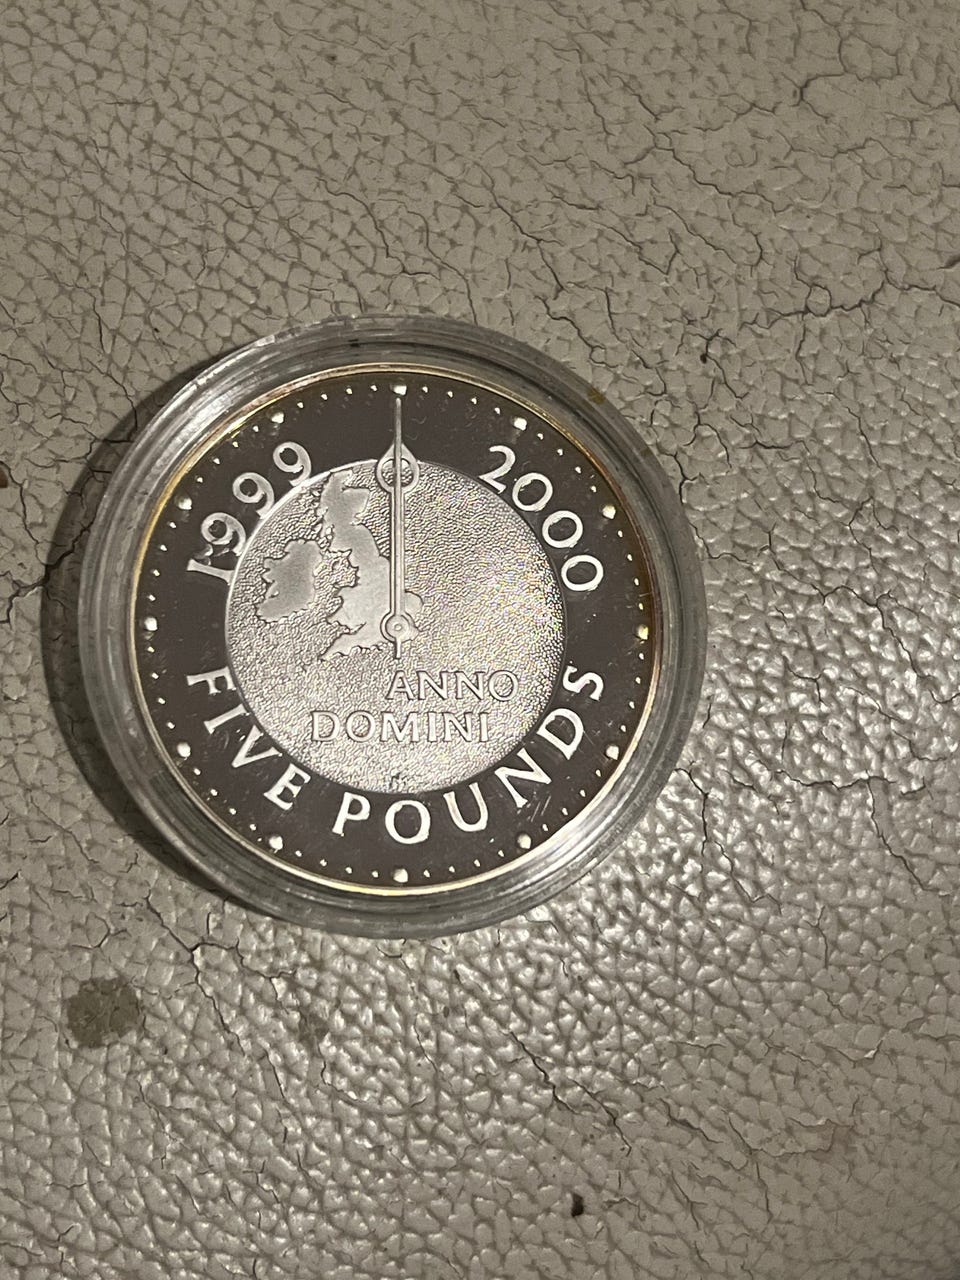 1999
2000
ANNO
DOMINI
FIVE POUNDS